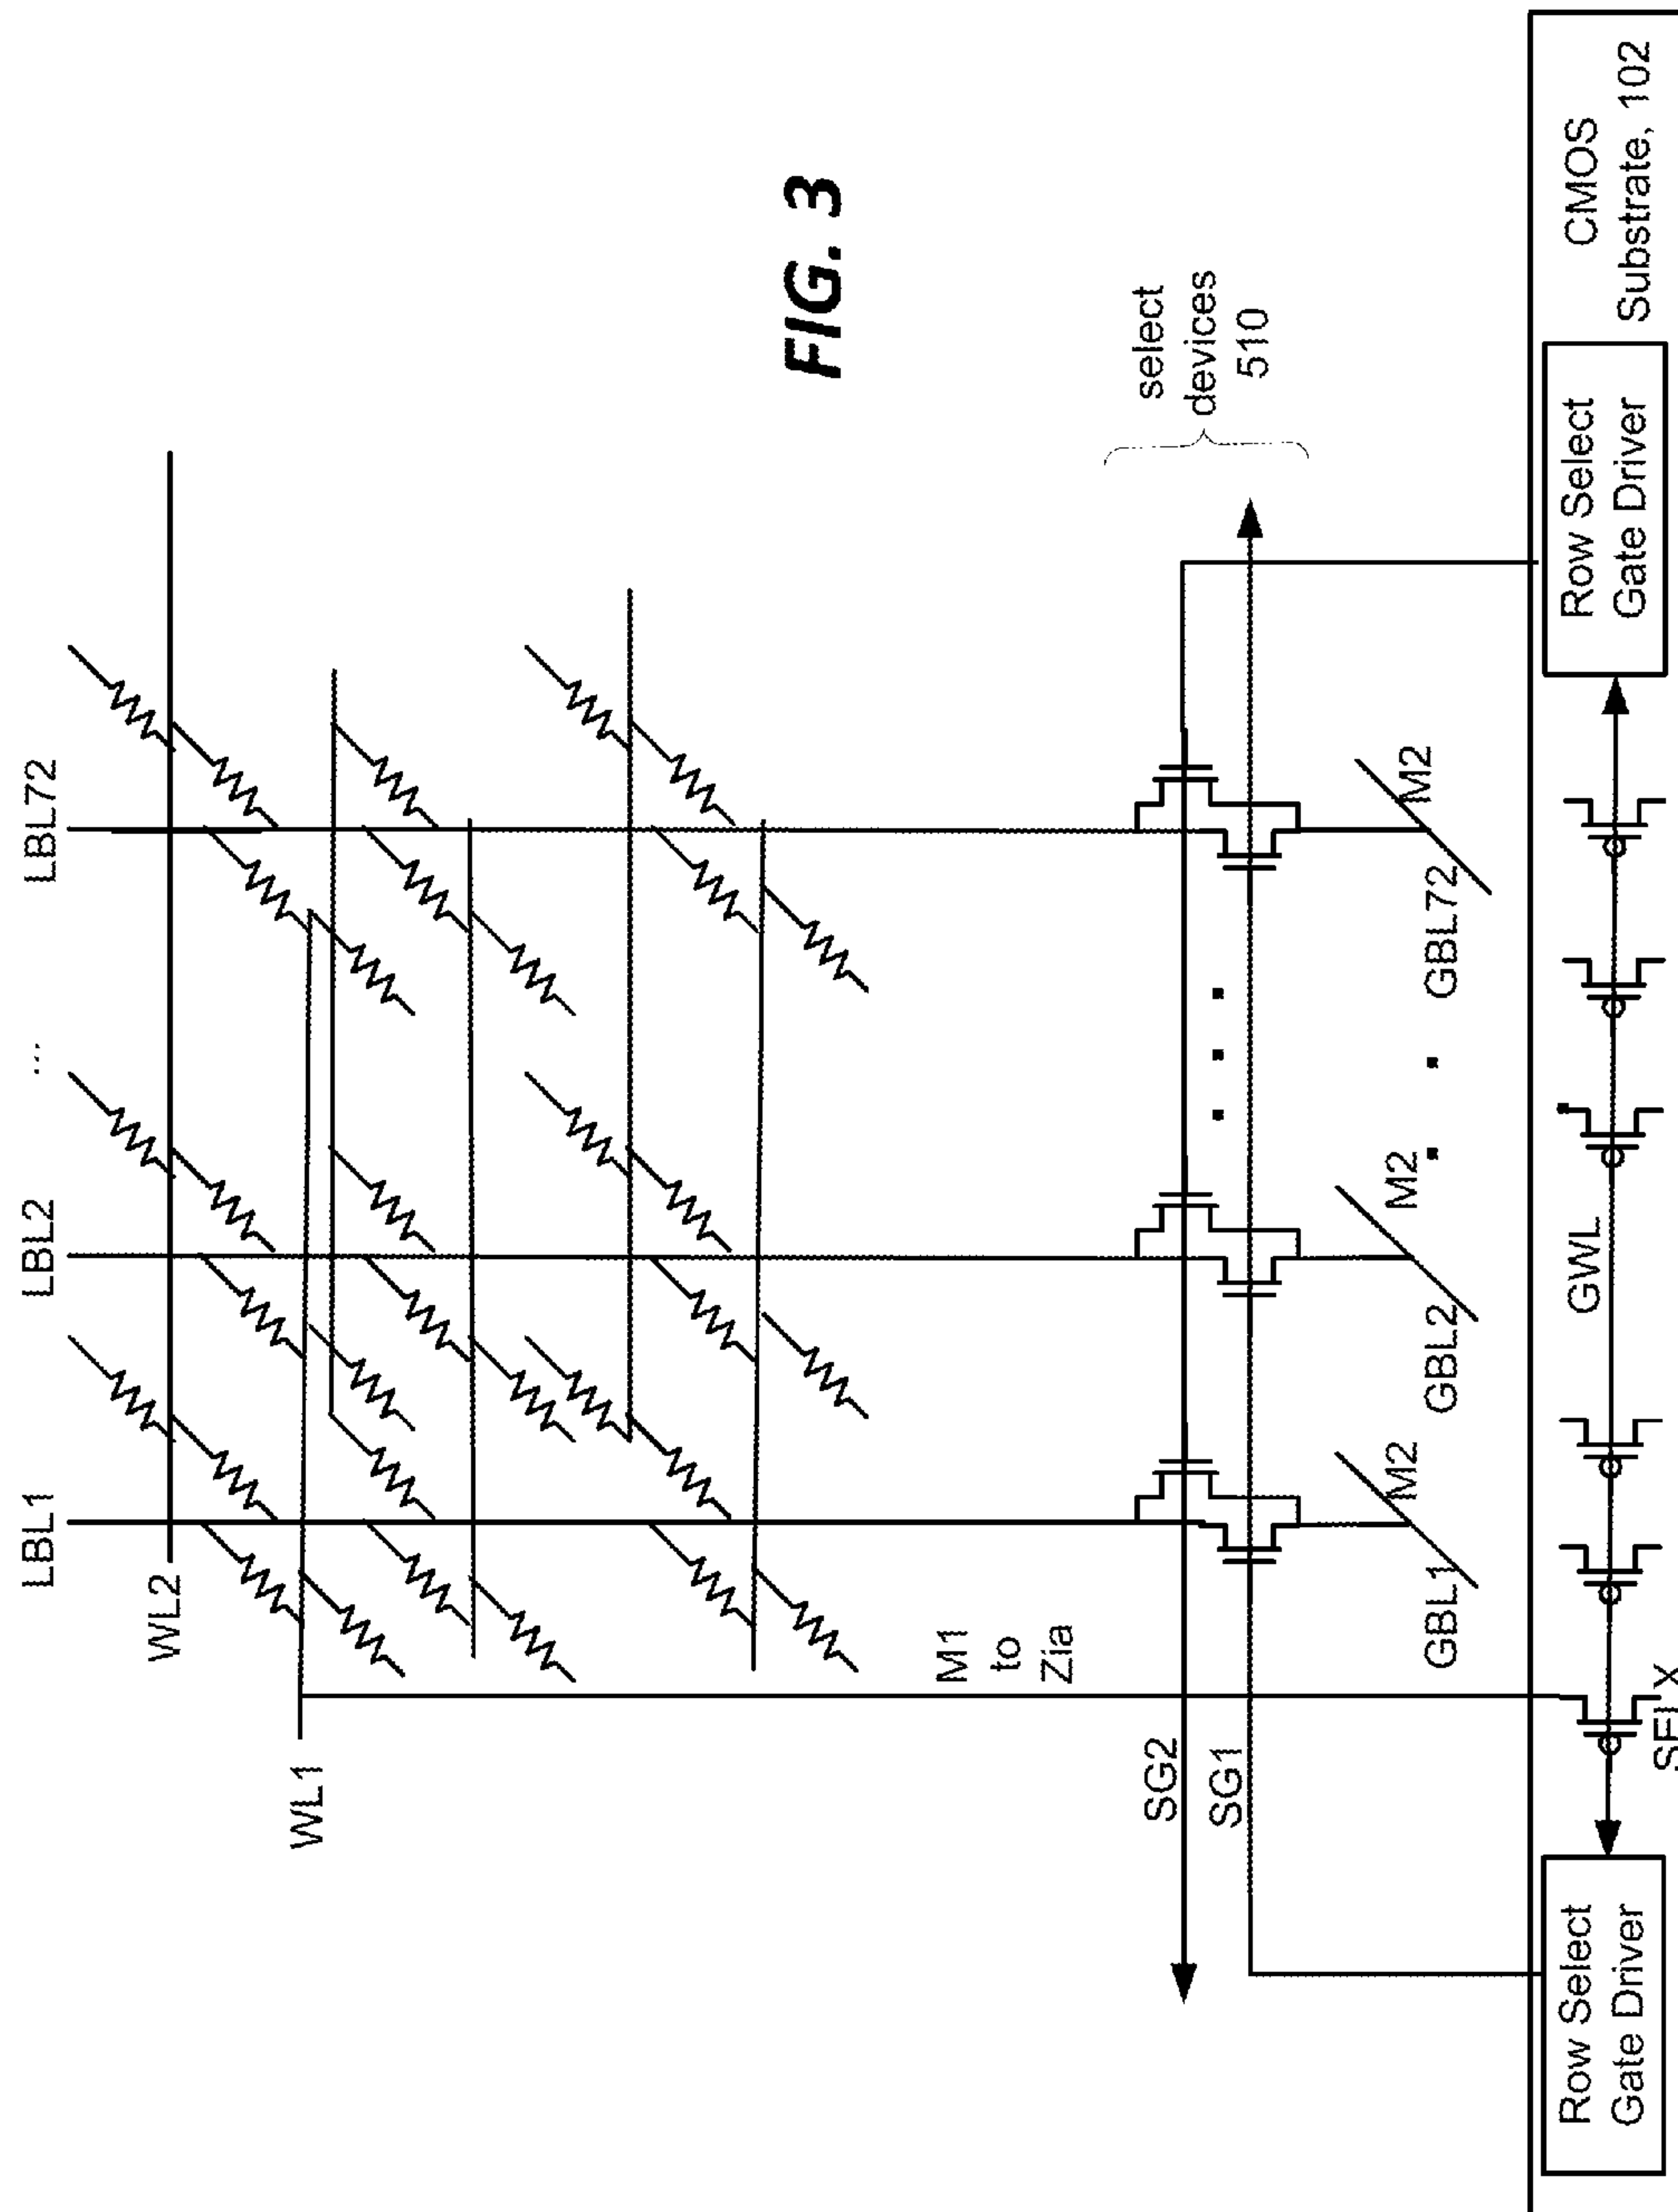 LBL1
LBL2
...
LBL72
WL2
WL1
FIG. 3
M1
to
Zia
SG2
SG1
select
devices
510
GBL1
M2
GBL2
M2
GBL72
M2
GWL
SELX
Row Select
Gate Driver
Row Select
Gate Driver
CMOS
Substrate, 102